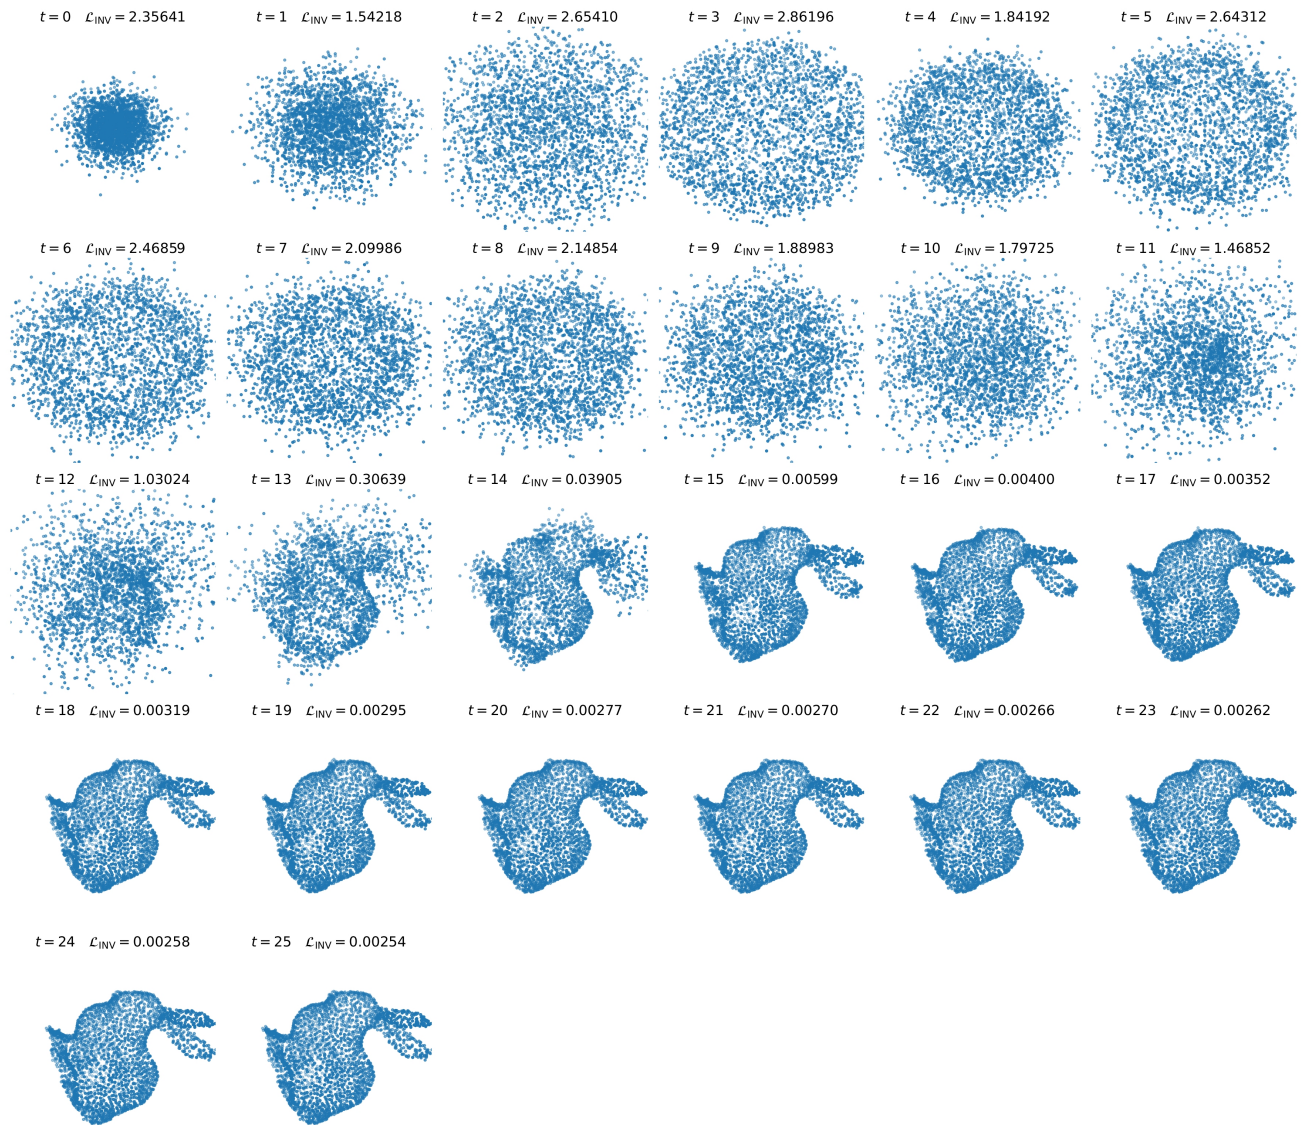 t = 0 ℒ_INV = 2.35641
t = 1 ℒ_INV = 1.54218
t = 2 ℒ_INV = 2.65410
t = 3 ℒ_INV = 2.86196
t = 4 ℒ_INV = 1.84192
t = 5 ℒ_INV = 2.64312
t = 6 ℒ_INV = 2.46859
t = 7 ℒ_INV = 2.09986
t = 8 ℒ_INV = 2.14854
t = 9 ℒ_INV = 1.88983
t = 10 ℒ_INV = 1.79725
t = 11 ℒ_INV = 1.46852
t = 12 ℒ_INV = 1.03024
t = 13 ℒ_INV = 0.30639
t = 14 ℒ_INV = 0.03905
t = 15 ℒ_INV = 0.00599
t = 16 ℒ_INV = 0.00400
t = 17 ℒ_INV = 0.00352
t = 18 ℒ_INV = 0.00319
t = 19 ℒ_INV = 0.00295
t = 20 ℒ_INV = 0.00277
t = 21 ℒ_INV = 0.00270
t = 22 ℒ_INV = 0.00266
t = 23 ℒ_INV = 0.00262
t = 24 ℒ_INV = 0.00258
t = 25 ℒ_INV = 0.00254